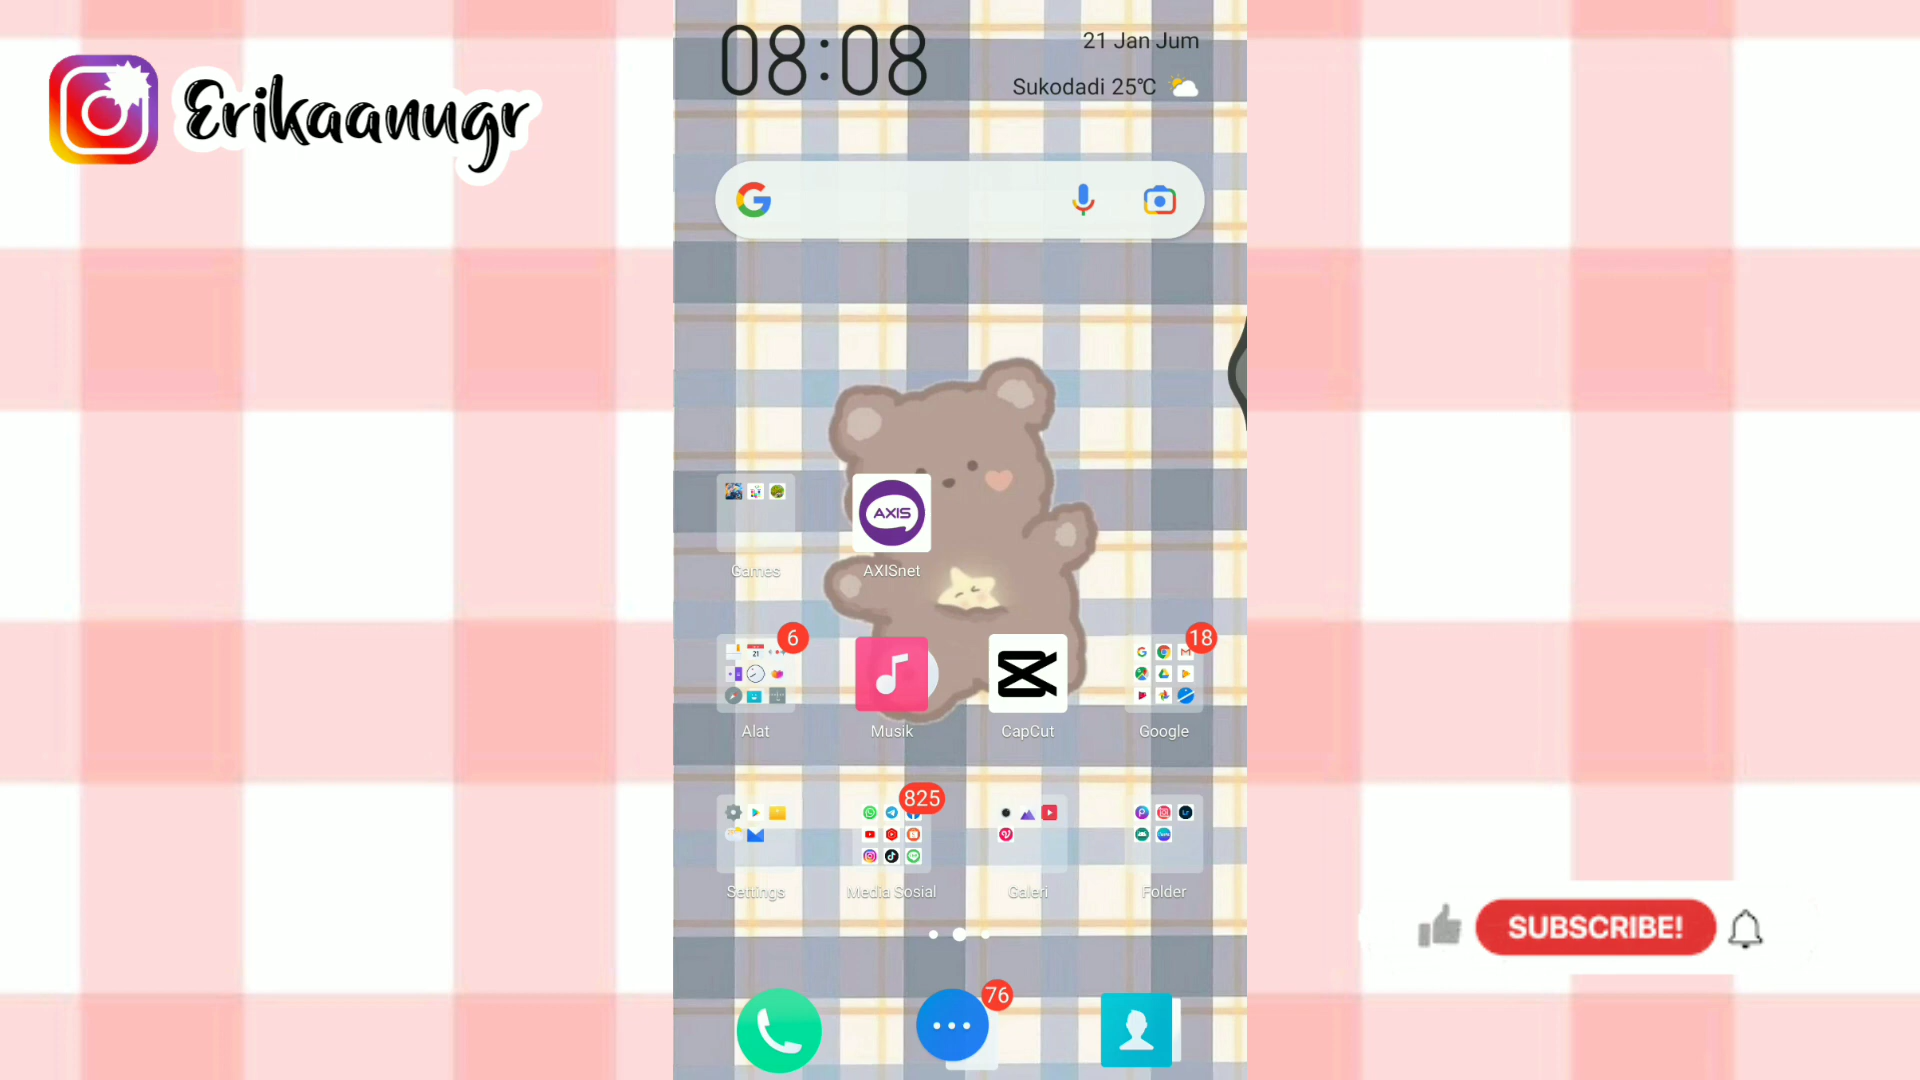 Erikaanugr
08:08
21 Jan Jum
Sukodadi 25℃
AXIS
Games
AXISnet
6
18
21
Alat
Musik
CapCut
Google
825
Settings
Media Sosial
Galeri
Folder
SUBSCRIBE!
76